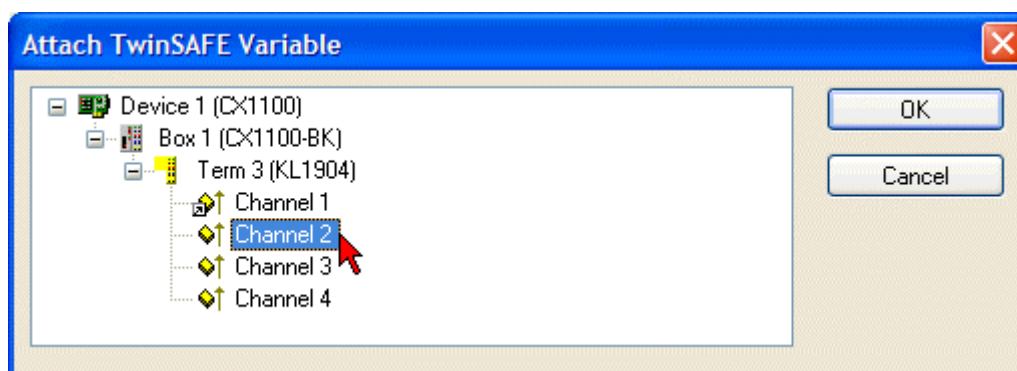 Attach TwinSAFE Variable
Device 1 (CX1100)
Box 1 (CX1100-BK)
Term 3 (KL1904)
Channel 1
Channel 2
Channel 3
Channel 4
OK
Cancel